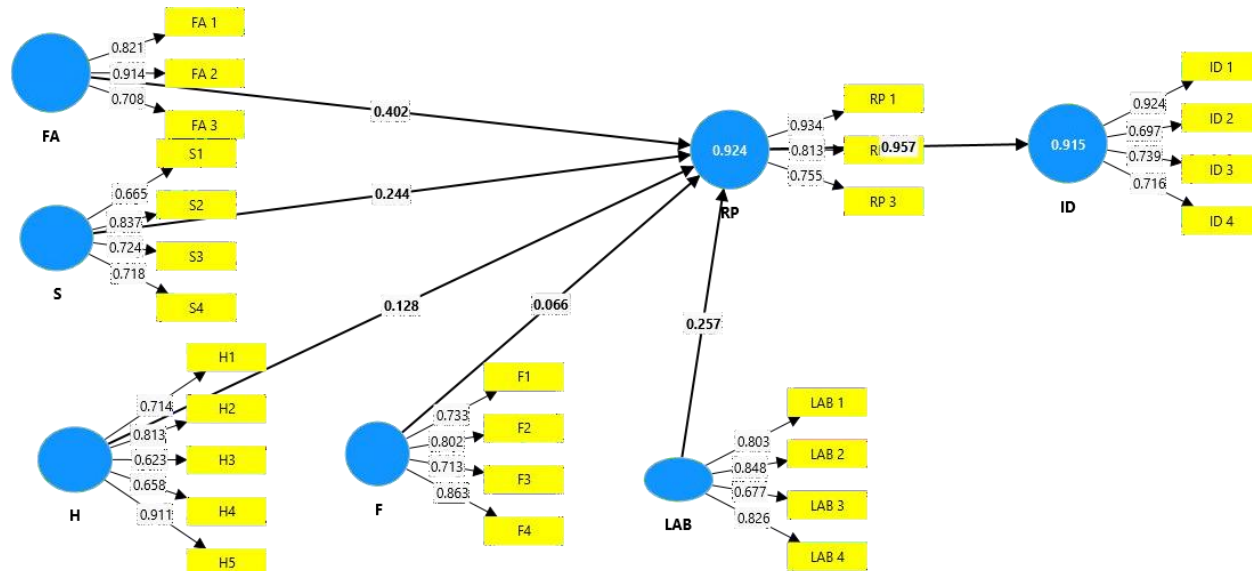 FA 1
0.821
FA 2
0.914
0.708
FA 3
FA
0.402
S1
0.665
S2
0.837
0.724
S3
0.718
S4
S
0.244
RP 1
0.934
0.924
0.813
0.957
0.755
RP 3
RP
ID 1
0.924
ID 2
0.697
0.915
0.739
ID 3
0.716
ID 4
ID
0.128
0.066
0.257
H1
0.714
H2
0.813
0.623
H3
0.658
H4
0.911
H5
H
F1
0.733
F2
0.802
0.713
F3
0.863
F4
F
LAB 1
0.803
LAB 2
0.848
0.677
LAB 3
0.826
LAB 4
LAB